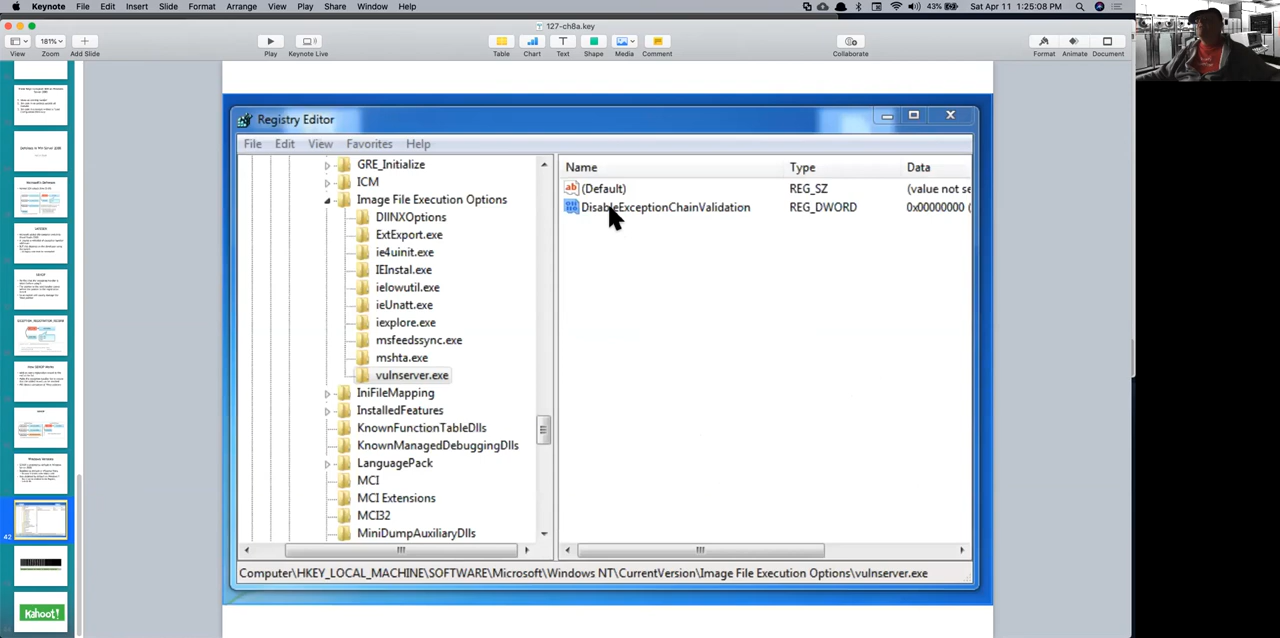 Keynote File Edit Insert Slide Format Arrange View Play Share Window Help 43% Sat Apr 11 1:25:08 PM
127-ch8a.key
181%
View Zoom Add Slide Play Keynote Live Table Chart Text Shape Media Comment Collaborate Format Animate Document
Registry Editor
File Edit View Favorites Help
Name Type Data
GRE_Initialize
ICM
Image File Execution Options
DllNXOptions
ExtExport.exe
ie4uinit.exe
IEInstal.exe
ielowutil.exe
ieUnatt.exe
iexplore.exe
msfeedssync.exe
mshta.exe
vulnserver.exe
IniFileMapping
InstalledFeatures
KnownFunctionTableDlls
KnownManagedDebuggingDlls
LanguagePack
MCI
MCI Extensions
MCI32
MiniDumpAuxiliaryDlls
(Default) REG_SZ (value not se
DisableExceptionChainValidation REG_DWORD (0x00000000 (
Computer\HKEY_LOCAL_MACHINE\SOFTWARE\Microsoft\Windows NT\CurrentVersion\Image File Execution Options\vulnserver.exe
42
Kahoot!